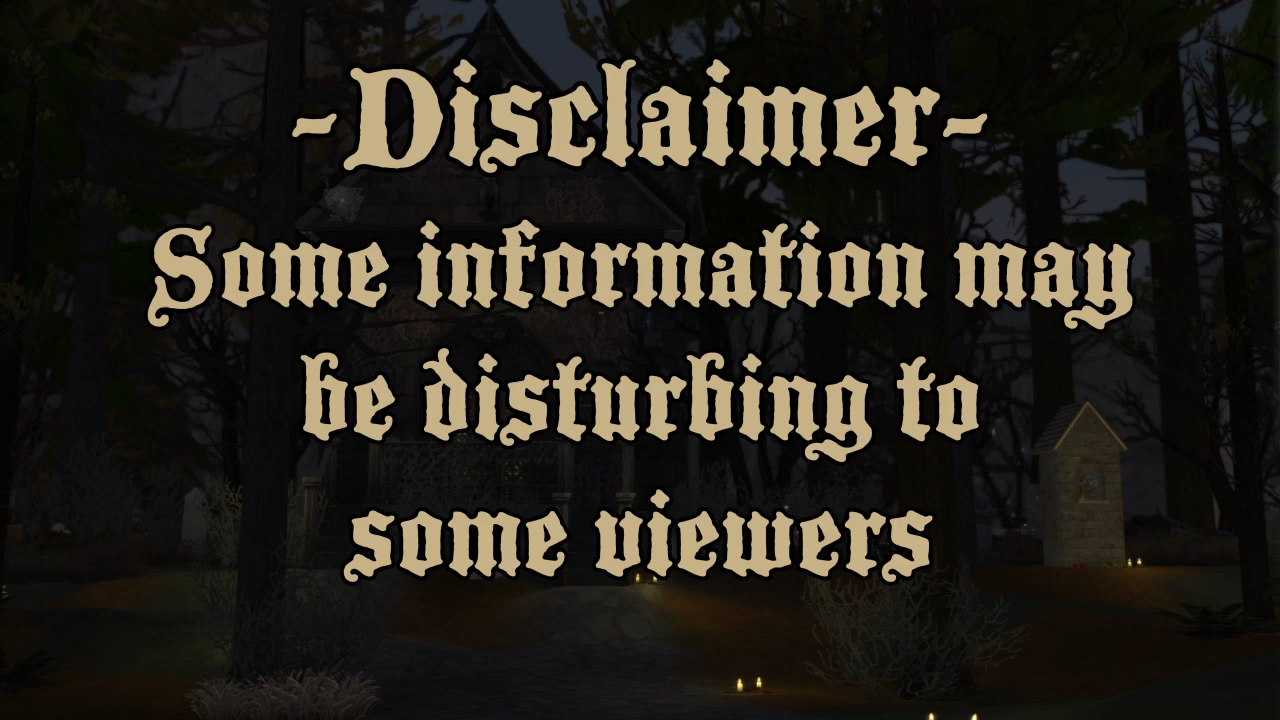 -Disclaimer-
Some information may
be disturbing to
some viewers